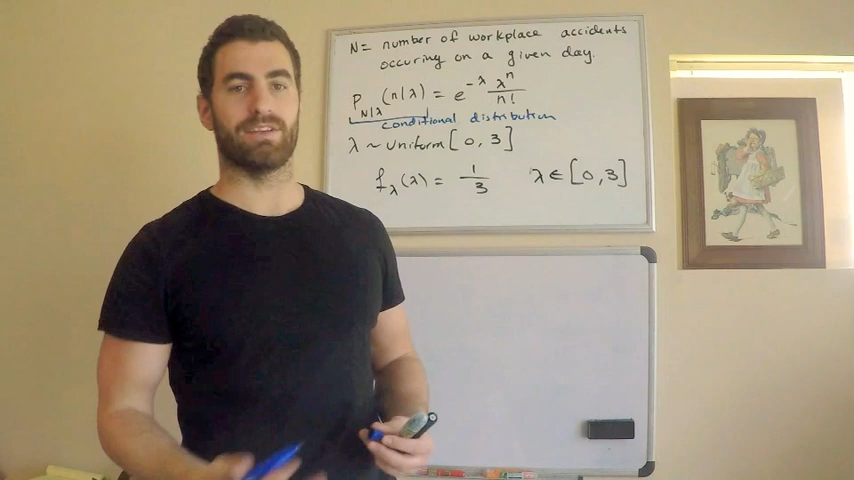 N= number of workplace accidents
occuring on a given day.
P_{N|λ}(n|λ) = e^{-λ} λ^n / n!
conditional distribution
λ ~ uniform [0, 3]
f_λ(λ) = 1/3 λ ∈ [0, 3]